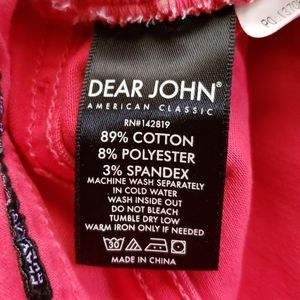 DEAR JOHN®
AMERICAN CLASSIC
RN#142819
89% COTTON
8% POLYESTER
3% SPANDEX
MACHINE WASH SEPARATELY
IN COLD WATER
WASH INSIDE OUT
DO NOT BLEACH
TUMBLE DRY LOW
WARM IRON ONLY IF NEEDED
30
MADE IN CHINA